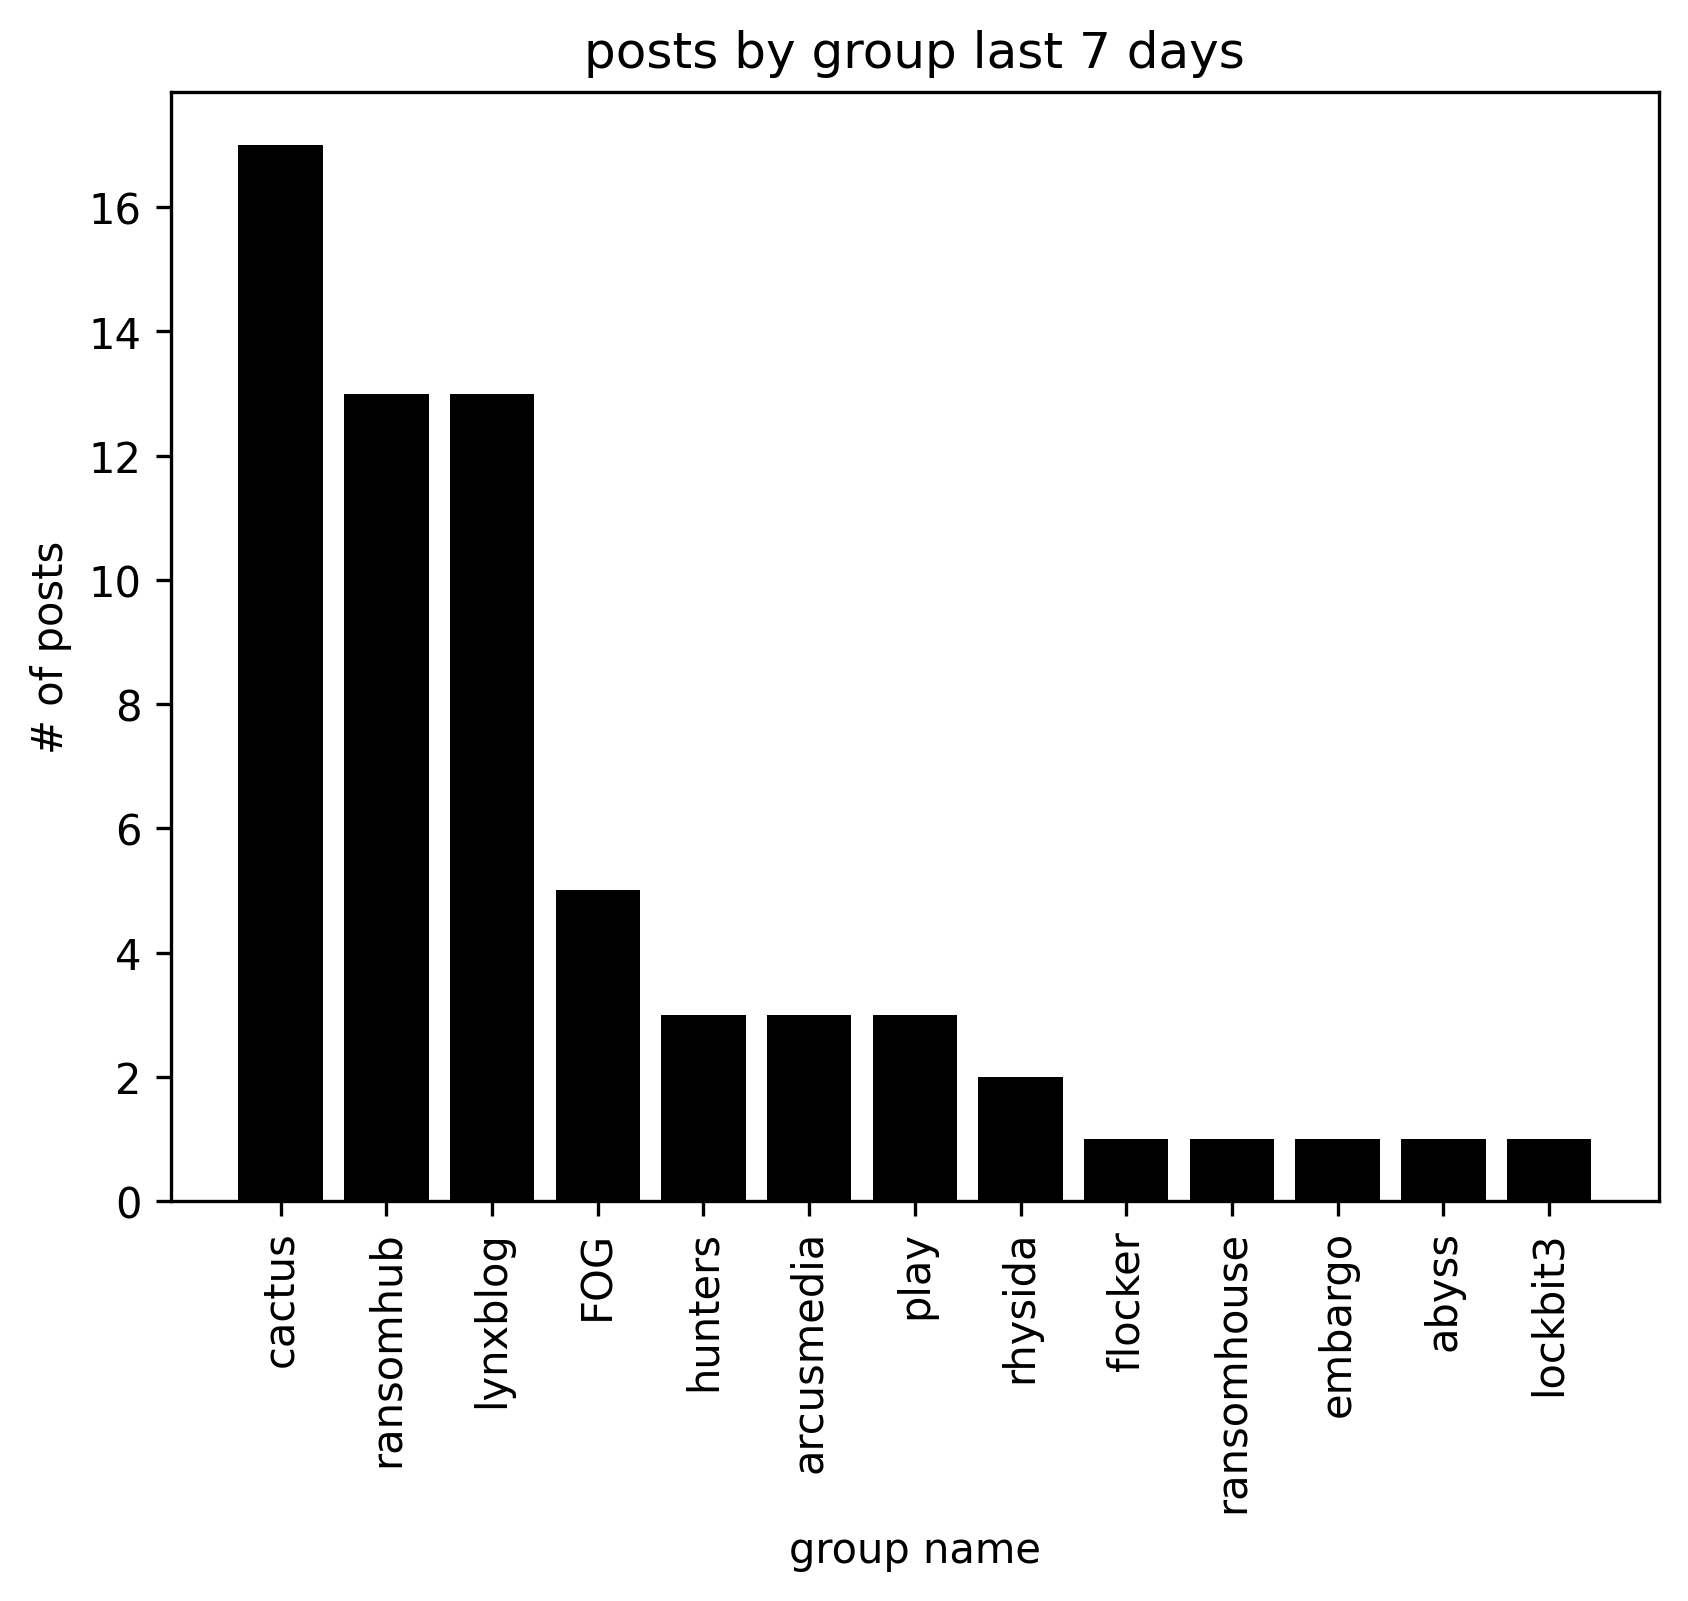 posts by group last 7 days
16
14
12
10
8
6
4
2
0
# of posts
cactus
ransomhub
lynxblog
FOG
hunters
arcusmedia
play
rhysida
flocker
ransomhouse
embargo
abyss
lockbit3
group name